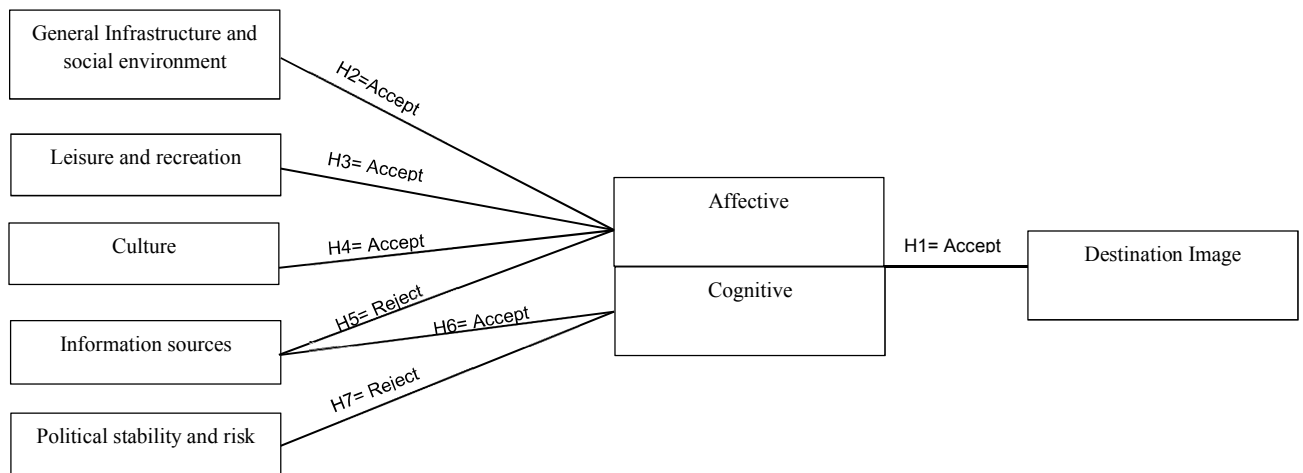 General Infrastructure and
social environment
H2=Accept
Leisure and recreation
H3= Accept
Affective
Culture
H4= Accept
H1= Accept
Destination Image
Cognitive
Information sources
H5= Reject
H6= Accept
H7= Reject
Political stability and risk